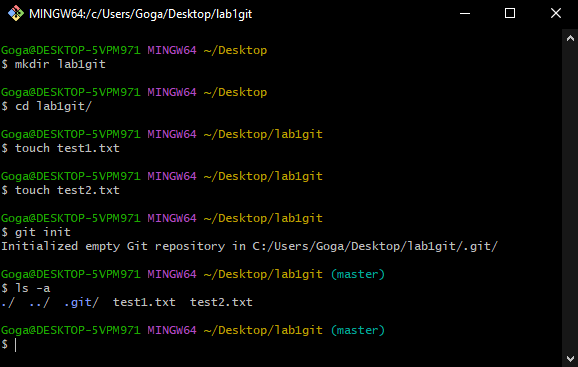 MINGW64:/c/Users/Goga/Desktop/lab1git
Goga@DESKTOP-5VPM971 MINGW64 ~/Desktop
$ mkdir lab1git
Goga@DESKTOP-5VPM971 MINGW64 ~/Desktop
$ cd lab1git/
Goga@DESKTOP-5VPM971 MINGW64 ~/Desktop/lab1git
$ touch test1.txt
Goga@DESKTOP-5VPM971 MINGW64 ~/Desktop/lab1git
$ touch test2.txt
Goga@DESKTOP-5VPM971 MINGW64 ~/Desktop/lab1git
$ git init
Initialized empty Git repository in C:/Users/Goga/Desktop/lab1git/.git/
Goga@DESKTOP-5VPM971 MINGW64 ~/Desktop/lab1git (master)
$ ls -a
./  ../  .git/  test1.txt  test2.txt
Goga@DESKTOP-5VPM971 MINGW64 ~/Desktop/lab1git (master)
$